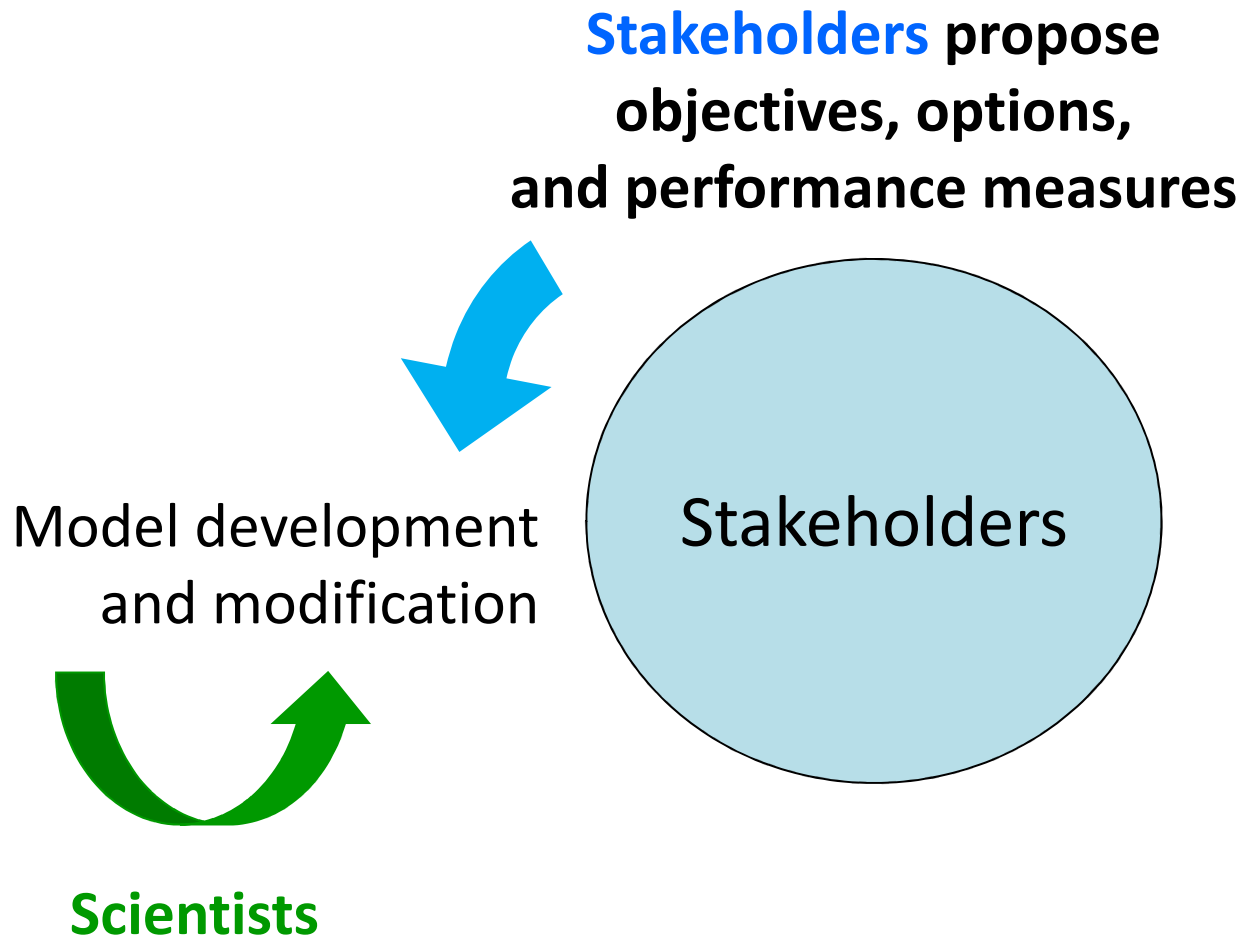 Stakeholders propose
objectives, options,
and performance measures
Model development
and modification
Stakeholders
Scientists